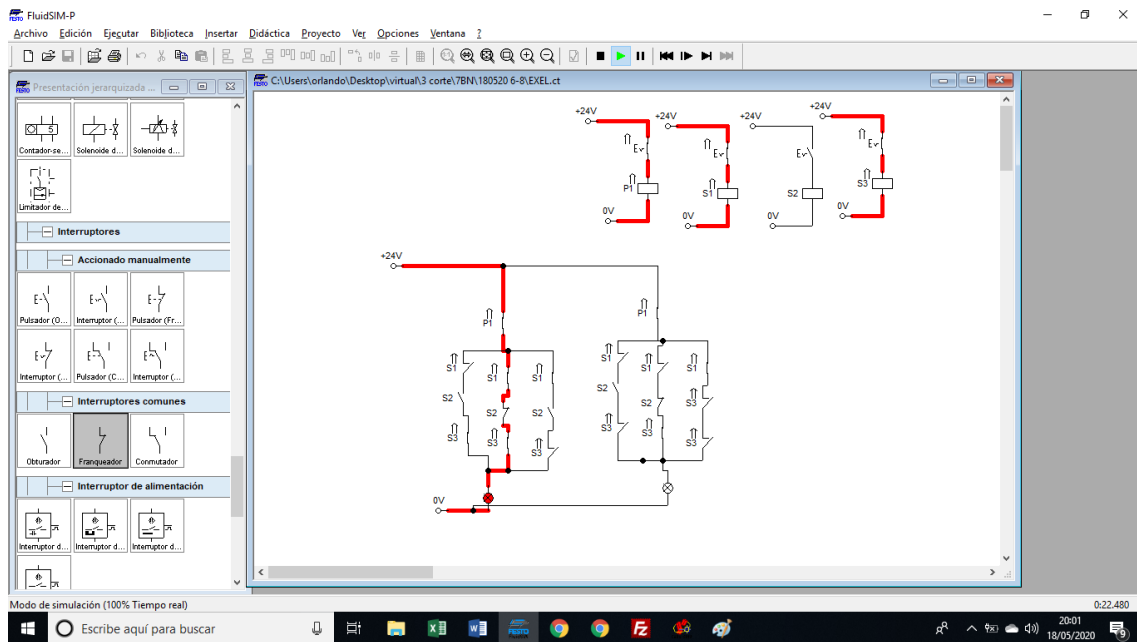 FluidSIM-P
Archivo Edición Ejecutar Biblioteca Insertar Didáctica Proyecto Ver Opciones Ventana ?
Presentación jerarquizada ...
C:\Users\orlando\Desktop\virtual\3 corte\7BN\180520 6-8\EXEL.ct
Contador-se... Solenoide d... Solenoide d...
Limitador de...
Interruptores
Accionado manualmente
Pulsador (O... Interruptor (... Pulsador (Fr...
Interruptor (... Pulsador (C... Interruptor (...
Interruptores comunes
Obturador Franqueador Conmutador
Interruptor de alimentación
Interruptor d... Interruptor d... Interruptor d...
+24V +24V +24V +24V
P1 S1 S2 S3
0V 0V 0V 0V
+24V
P1 P1
S1 S1 S1 S1 S1 S1
S2 S2 S2 S2 S2 S3
S3 S3 S3 S3 S3 S3
0V
Modo de simulación (100% Tiempo real) 0:22.480
Escribe aquí para buscar
20:01
18/05/2020
9